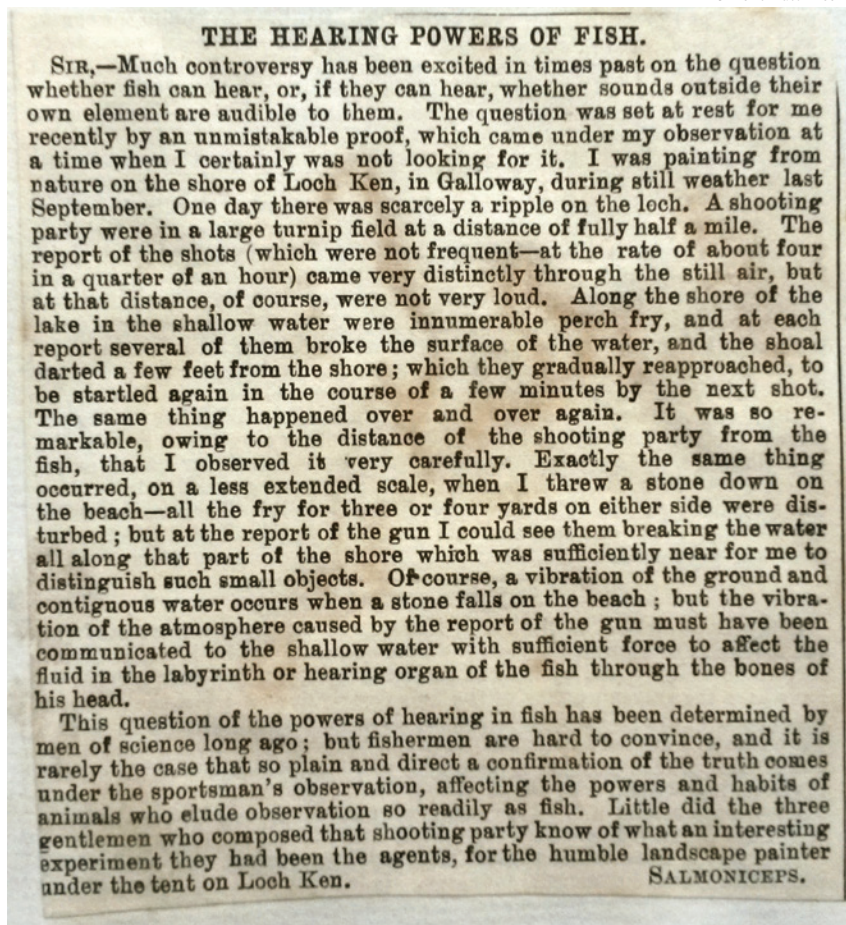 THE HEARING POWERS OF FISH.
SIR,—Much controversy has been excited in times past on the question
whether fish can hear, or, if they can hear, whether sounds outside their
own element are audible to them. The question was set at rest for me
recently by an unmistakable proof, which came under my observation at
a time when I certainly was not looking for it. I was painting from
nature on the shore of Loch Ken, in Galloway, during still weather last
September. One day there was scarcely a ripple on the loch. A shooting
party were in a large turnip field at a distance of fully half a mile. The
report of the shots (which were not frequent—at the rate of about four
in a quarter of an hour) came very distinctly through the still air, but
at that distance, of course, were not very loud. Along the shore of the
lake in the shallow water were innumerable perch fry, and at each
report several of them broke the surface of the water, and the shoal
darted a few feet from the shore; which they gradually reapproached, to
be startled again in the course of a few minutes by the next shot.
The same thing happened over and over again. It was so re-
markable, owing to the distance of the shooting party from the
fish, that I observed it very carefully. Exactly the same thing
occurred, on a less extended scale, when I threw a stone down on
the beach—all the fry for three or four yards on either side were dis-
turbed; but at the report of the gun I could see them breaking the water
all along that part of the shore which was sufficiently near for me to
distinguish such small objects. Of course, a vibration of the ground and
contiguous water occurs when a stone falls on the beach; but the vibra-
tion of the atmosphere caused by the report of the gun must have been
communicated to the shallow water with sufficient force to affect the
fluid in the labyrinth or hearing organ of the fish through the bones of
his head.
This question of the powers of hearing in fish has been determined by
men of science long ago; but fishermen are hard to convince, and it is
rarely the case that so plain and direct a confirmation of the truth comes
under the sportsman's observation, affecting the powers and habits of
animals who elude observation so readily as fish. Little did the three
gentlemen who composed that shooting party know of what an interesting
experiment they had been the agents, for the humble landscape painter
under the tent on Loch Ken. SALMONICEPS.